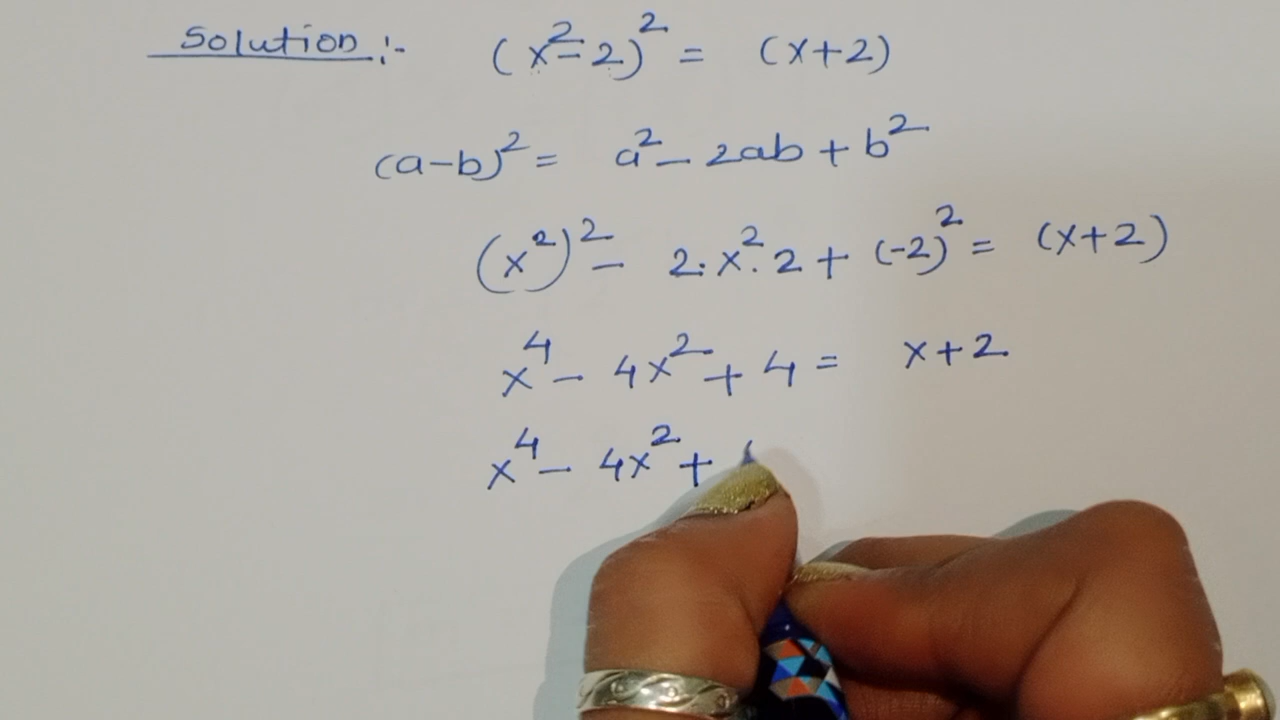 Solution :- (x²-2)² = (x+2)
(a-b)² = a² - 2ab + b²
(x²)² - 2.x².2 + (-2)² = (x+2)
x⁴ - 4x² + 4 = x+2
x⁴ - 4x² +